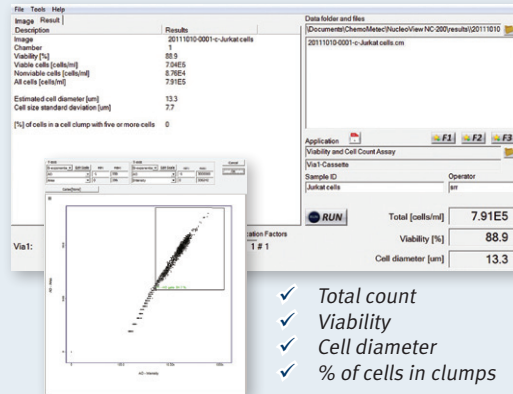 File Tools Help
Image Result
Description Results
Image 20111010-0001-c-Jurkat cells
Chamber 1
Viability [%] 88.9
Viable cells [cells/ml] 7.04E5
Nonviable cells [cells/ml] 8.76E4
All cells [cells/ml] 7.91E5
Estimated cell diameter [um] 13.3
Cell size standard deviation [um] 7.7
[%] of cells in a cell clump with five or more cells 0
Data folder and files
\Documents\ChemoMetec\NucleoView NC-200\results\20111010
20111010-0001-c-Jurkat cells.cm
Application F1 F2 F3
Viability and Cell Count Assay
Via1-Cassette
Sample ID Operator
Jurkat cells
RUN
Total [cells/ml] 7.91E5
Viability [%] 88.9
Cell diameter [um] 13.3
Via1:
ation Factors
1 # 1
AO - Intensity
✓ Total count
✓ Viability
✓ Cell diameter
✓ % of cells in clumps